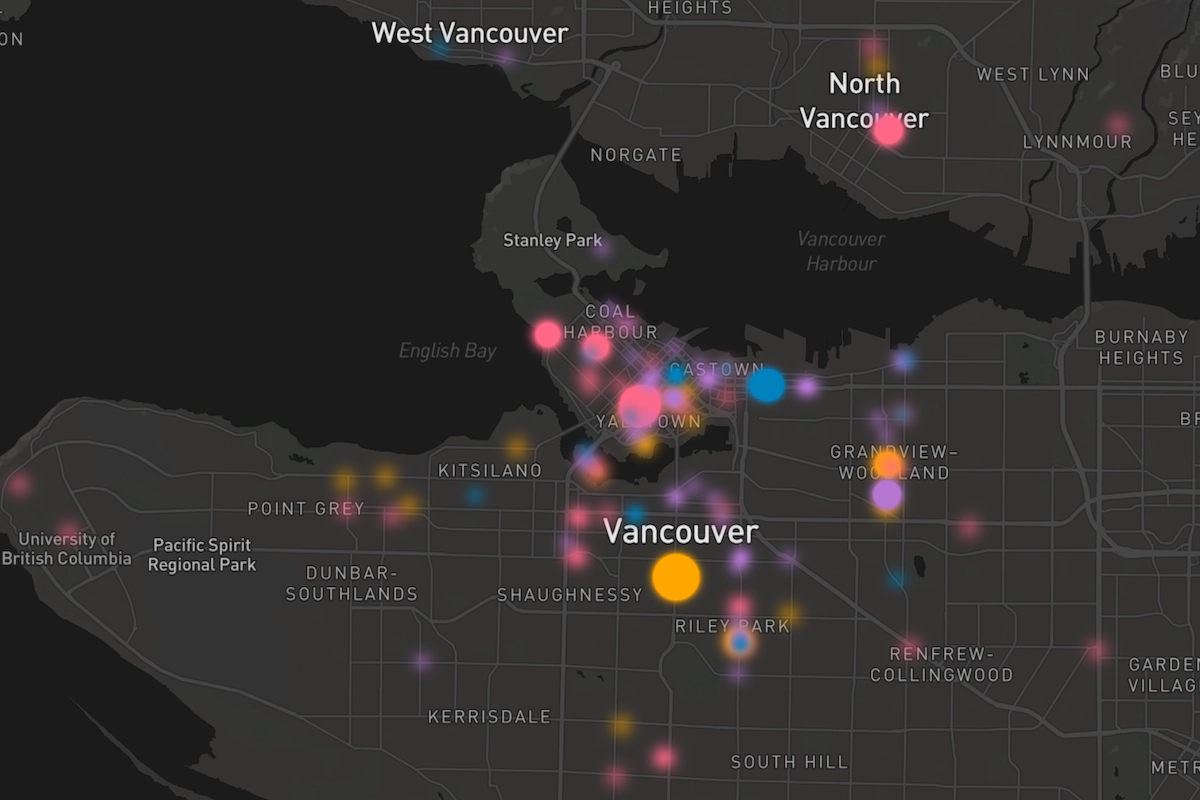 HEIGHTS
West Vancouver
ON
North
Vancouver
WEST LYNN
BLU
SEY
HE
LYNNMOUR
NORGATE
Stanley Park
Vancouver
Harbour
COAL
HARBOUR
English Bay
BURNABY
HEIGHTS
GASTOWN
YALETOWN
BR
GRANDVIEW-
WOODLAND
KITSILANO
POINT GREY
Vancouver
University of
British Columbia
Pacific Spirit
Regional Park
DUNBAR-
SOUTHLANDS
SHAUGHNESSY
RILEY PARK
RENFREW-
COLLINGWOOD
GARDEN
VILLAG
KERRISDALE
SOUTH HILL
METR